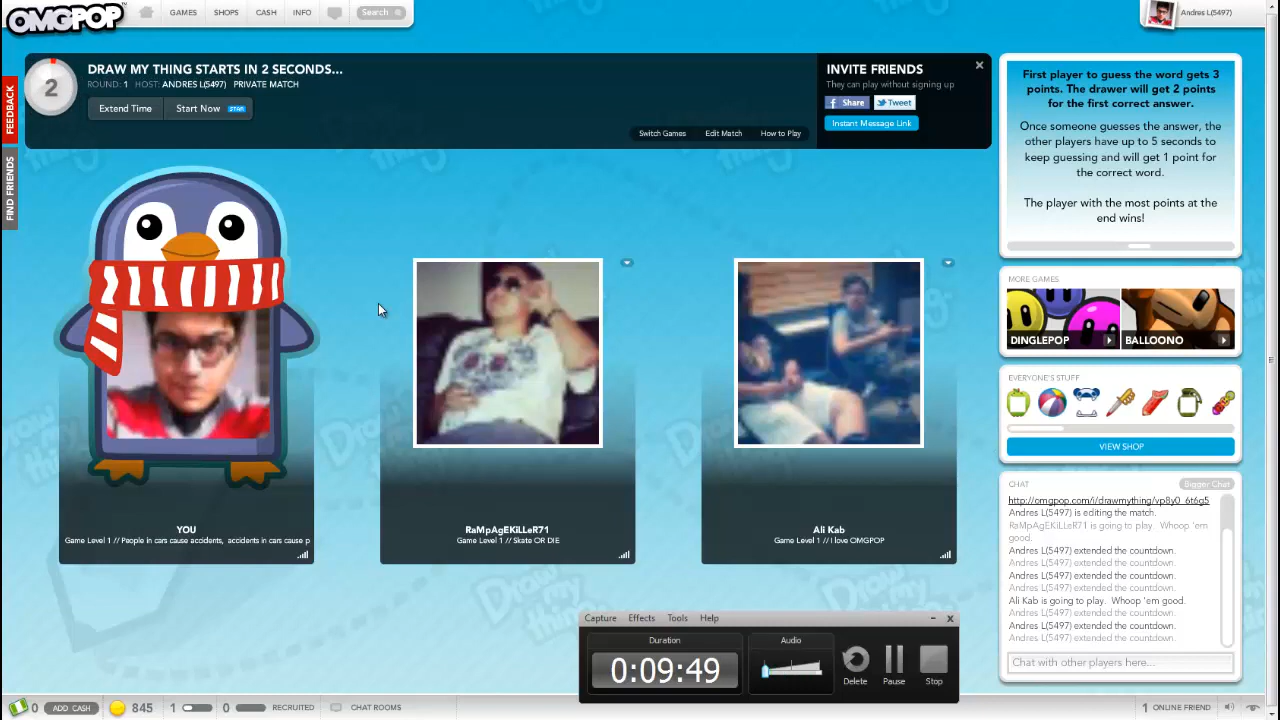 OMGPOP
GAMES SHOPS CASH INFO Search
Andres L(5497)
FEEDBACK
FIND FRIENDS
2
DRAW MY THING STARTS IN 2 SECONDS...
ROUND: 1 HOST: ANDRES L(5497) PRIVATE MATCH
Extend Time Start Now STAR
Switch Games Edit Match How to Play
INVITE FRIENDS
They can play without signing up
Share Tweet
Instant Message Link
First player to guess the word gets 3
points. The drawer will get 2 points
for the first correct answer.
Once someone guesses the answer, the
other players have up to 5 seconds to
keep guessing and will get 1 point for
the correct word.
The player with the most points at the
end wins!
MORE GAMES
DINGLEPOP BALLOONO
EVERYONE'S STUFF
VIEW SHOP
YOU
Game Level 1 // People in cars cause accidents, accidents in cars cause p
RaMpAgEKiLLeR71
Game Level 1 // Skate OR DIE
Ali Kab
Game Level 1 // I love OMGPOP
CHAT Bigger Chat
http://omgpop.com/i/drawmything/vp8y0_6t6g5
Andres L(5497) is editing the match.
RaMpAgEKiLLeR71 is going to play. Whoop 'em
good.
Andres L(5497) extended the countdown.
Andres L(5497) extended the countdown.
Andres L(5497) extended the countdown.
Andres L(5497) extended the countdown.
Ali Kab is going to play. Whoop 'em good.
Andres L(5497) extended the countdown.
Andres L(5497) extended the countdown.
Andres L(5497) extended the countdown.
Chat with other players here...
Capture Effects Tools Help
Duration Audio
0:09:49
Delete Pause Stop
0 ADD CASH 845 1 0 RECRUITED CHAT ROOMS
1 ONLINE FRIEND